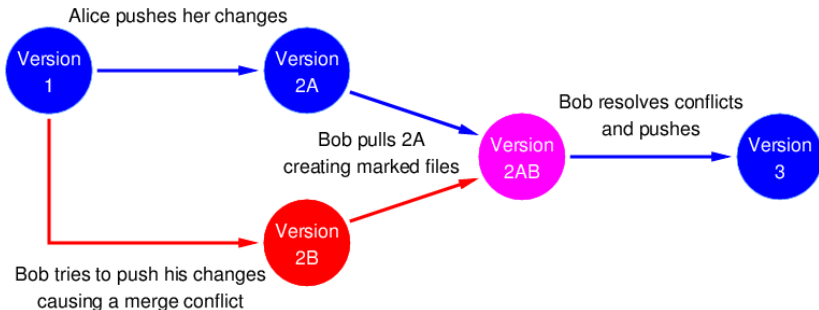 Alice pushes her changes
Version
1
Version
2A
Bob pulls 2A
creating marked files
Version
2AB
Bob resolves conflicts
and pushes
Version
3
Version
2B
Bob tries to push his changes
causing a merge conflict